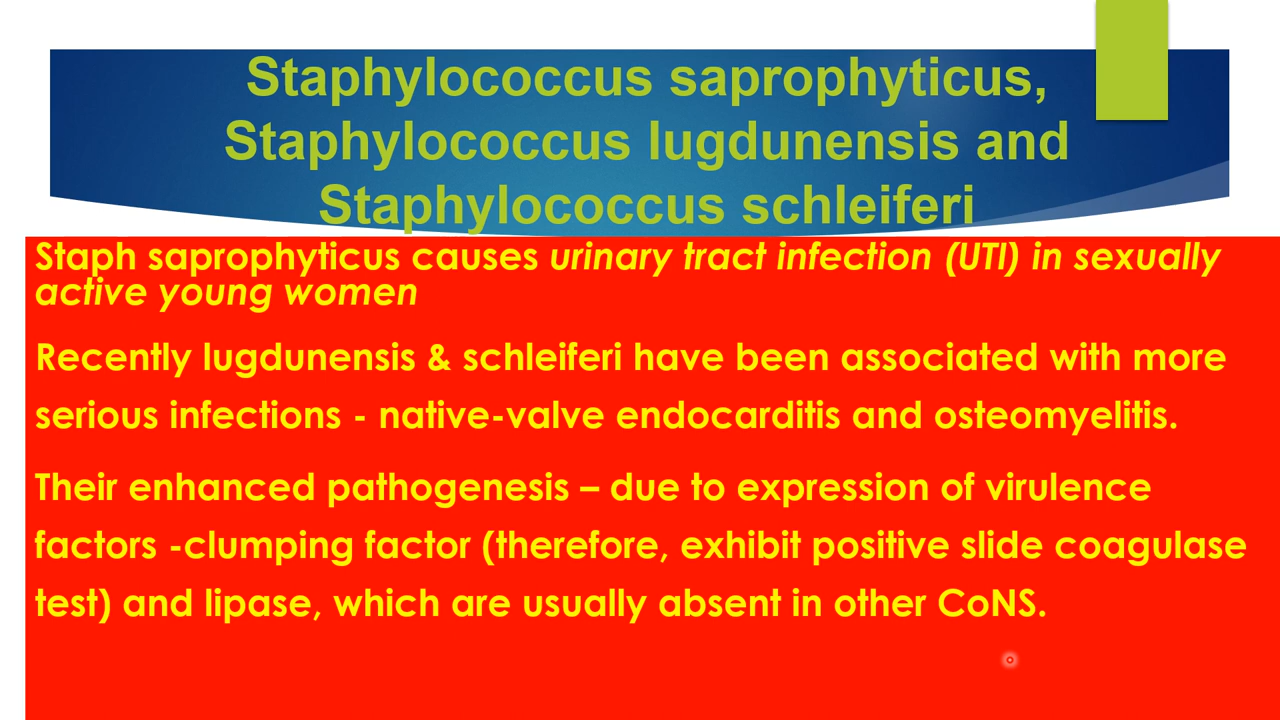 Staphylococcus saprophyticus,
Staphylococcus lugdunensis and
Staphylococcus schleiferi
Staph saprophyticus causes urinary tract infection (UTI) in sexually
active young women
Recently lugdunensis & schleiferi have been associated with more
serious infections - native-valve endocarditis and osteomyelitis.
Their enhanced pathogenesis – due to expression of virulence
factors -clumping factor (therefore, exhibit positive slide coagulase
test) and lipase, which are usually absent in other CoNS.